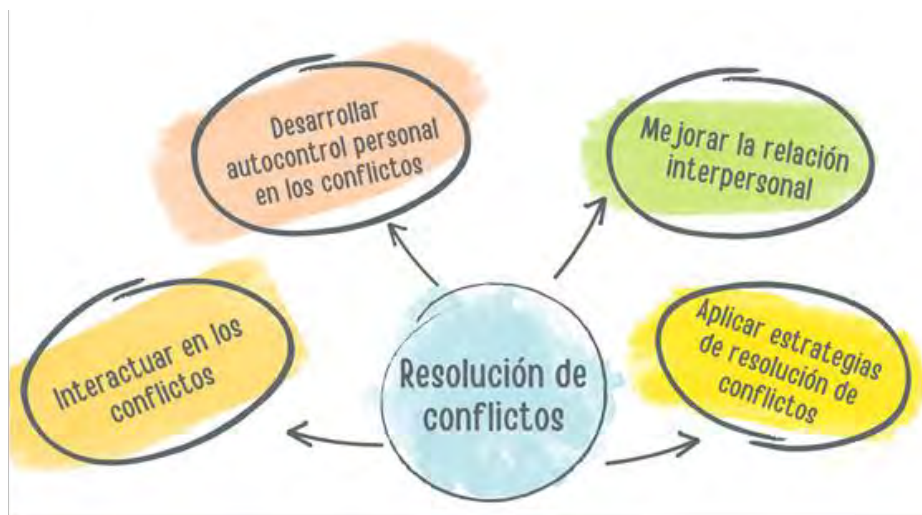 Desarrollar
autocontrol personal
en los conflictos
Mejorar la relación
interpersonal
Interactuar en los
conflictos
Resolución de
conflictos
Aplicar estrategias
de resolución de
conflictos